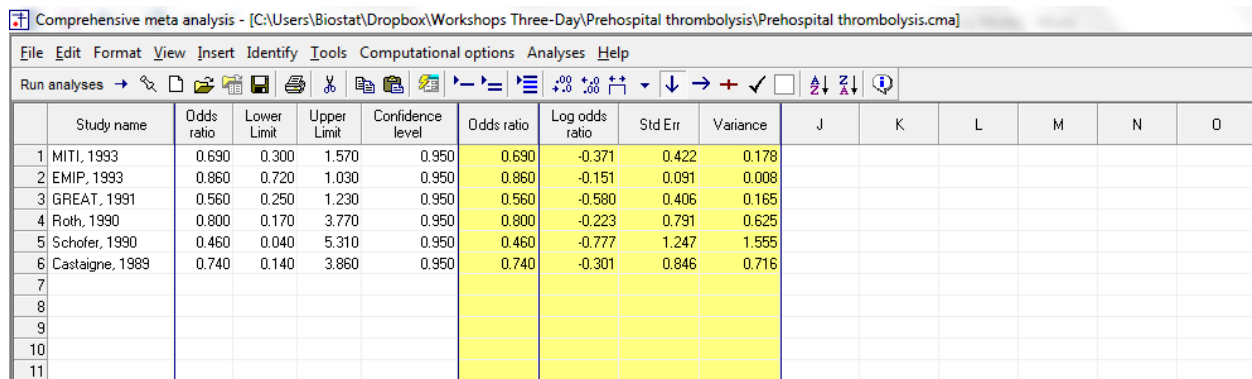 Comprehensive meta analysis - [C:\Users\Biostat\Dropbox\Workshops Three-Day\Prehospital thrombolysis\Prehospital thrombolysis.cma]
File Edit Format View Insert Identify Tools Computational options Analyses Help
Run analyses
Study name Odds ratio Lower Limit Upper Limit Confidence level Odds ratio Log odds ratio Std Err Variance J K L M N O
1 MITI, 1993 0.690 0.300 1.570 0.950 0.690 -0.371 0.422 0.178
2 EMIP, 1993 0.860 0.720 1.030 0.950 0.860 -0.151 0.091 0.008
3 GREAT, 1991 0.560 0.250 1.230 0.950 0.560 -0.580 0.406 0.165
4 Roth, 1990 0.800 0.170 3.770 0.950 0.800 -0.223 0.791 0.625
5 Schofer, 1990 0.460 0.040 5.310 0.950 0.460 -0.777 1.247 1.555
6 Castaigne, 1989 0.740 0.140 3.860 0.950 0.740 -0.301 0.846 0.716
7
8
9
10
11